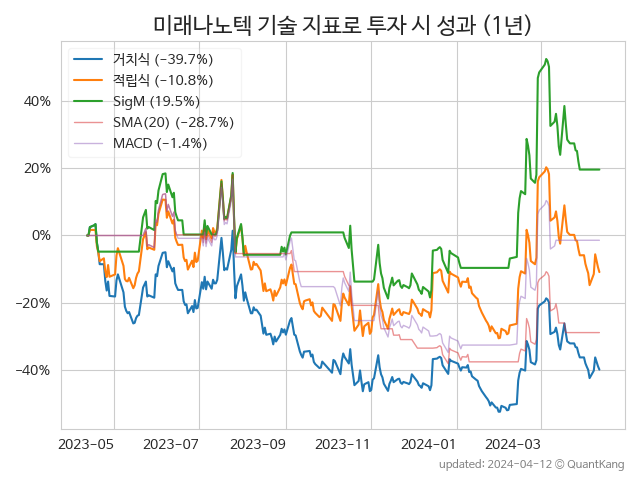 미래나노텍 기술 지표로 투자 시 성과 (1년)
거치식 (−39.7%)
적립식 (−10.8%)
SigM (19.5%)
SMA(20) (−28.7%)
MACD (−1.4%)
40%
20%
0%
−20%
−40%
2023-05 2023-07 2023-09 2023-11 2024-01 2024-03
updated: 2024-04-12 © QuantKang